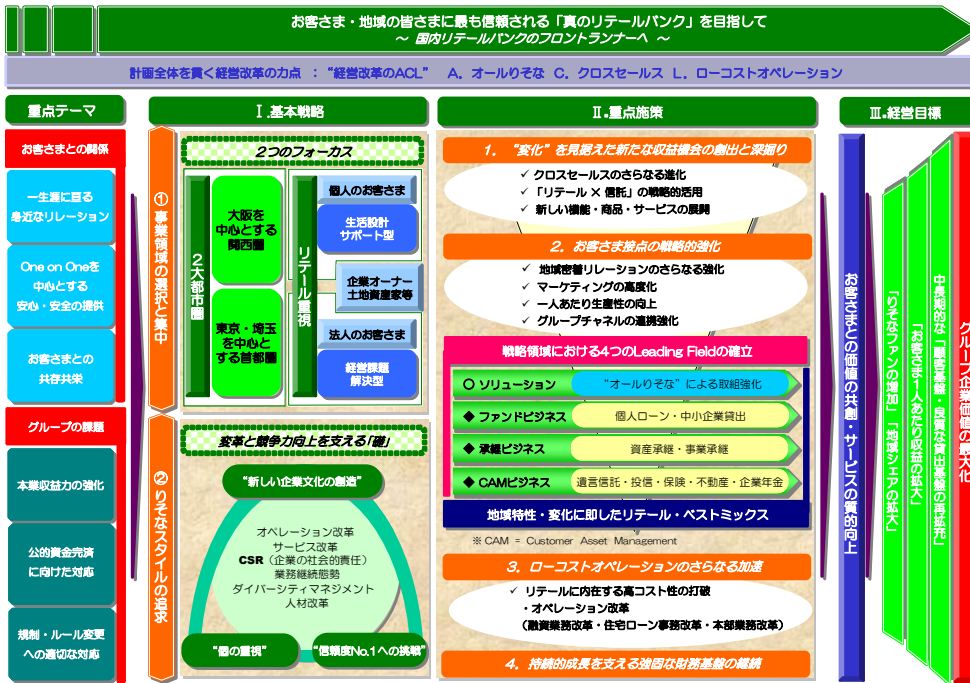 お客さま・地域の皆さまに最も信頼される「真のリテールバンク」を目指して
～ 国内リテールバンクのフロントランナーへ ～
計画全体を貫く経営改革の力点 ： “経営改革のACL” A．オールりそな C．クロスセールス L．ローコストオペレーション
重点テーマ
お客さまとの関係
一生涯に亘る
身近なリレーション
One on Oneを
中心とする
安心・安全の提供
お客さまとの
共存共栄
グループの課題
本業収益力の強化
公的資金完済
に向けた対応
規制・ルール変更
への適切な対応
Ⅰ.基本戦略
① 事業領域の選択と集中
2つのフォーカス
2大都市圏
大阪を
中心とする
関西圏
東京・埼玉
を中心と
する首都圏
リテール重視
個人のお客さま
生活設計
サポート型
企業オーナー
土地資産家等
法人のお客さま
経営課題
解決型
② りそなスタイルの追求
変革と競争力向上を支える「礎」
“新しい企業文化の創造”
オペレーション改革
サービス改革
CSR（企業の社会的責任）
業務継続態勢
ダイバーシティマネジメント
人材改革
“個の重視”
“信頼度No.1への挑戦”
Ⅱ.重点施策
1．“変化”を見据えた新たな収益機会の創出と深掘り
✓ クロスセールスのさらなる進化
✓ 「リテール × 信託」の戦略的活用
✓ 新しい機能・商品・サービスの展開
2．お客さま接点の戦略的強化
✓ 地域密着リレーションのさらなる強化
✓ マーケティングの高度化
✓ 一人あたり生産性の向上
✓ グループチャネルの連携強化
戦略領域における4つのLeading Fieldの確立
○ ソリューション “オールりそな”による取組強化
◆ ファンドビジネス 個人ローン・中小企業貸出
◆ 承継ビジネス 資産承継・事業承継
◆ CAMビジネス 遺言信託・投信・保険・不動産・企業年金
地域特性・変化に即したリテール・ベストミックス
※ CAM = Customer Asset Management
3．ローコストオペレーションのさらなる加速
✓ リテールに内在する高コスト性の打破
・オペレーション改革
（融資業務改革・住宅ローン事務改革・本部業務改革）
4．持続的成長を支える強固な財務基盤の継続
Ⅲ.経営目標
お客さまとの価値の共創・サービスの質的向上
「りそなファンの増加」「地域シェアの拡大」
「お客さま1人あたり収益の拡大」
中長期的な「顧客基盤・良質な貸出基盤の再拡充」
グループ企業価値の最大化